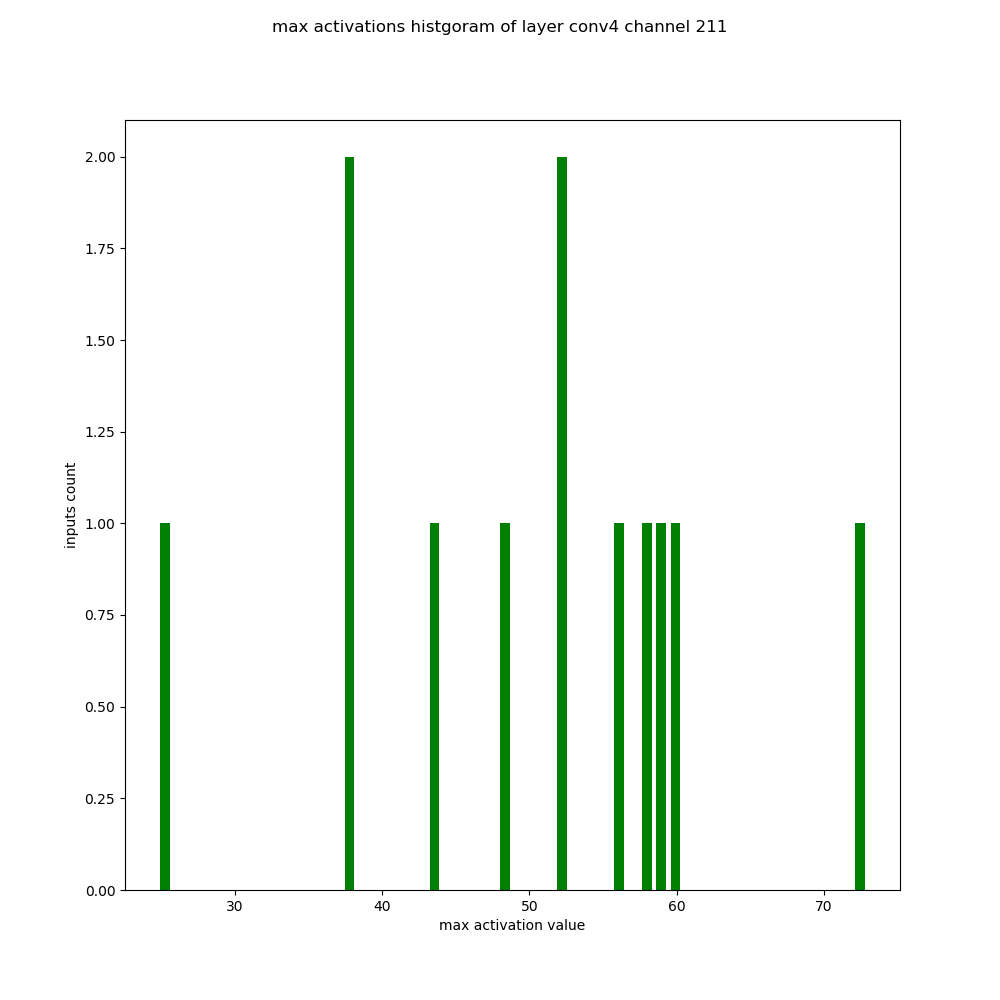 max activations histgoram of layer conv4 channel 211
2.00
1.75
1.50
1.25
1.00
0.75
0.50
0.25
0.00
inputs count
30 40 50 60 70
max activation value